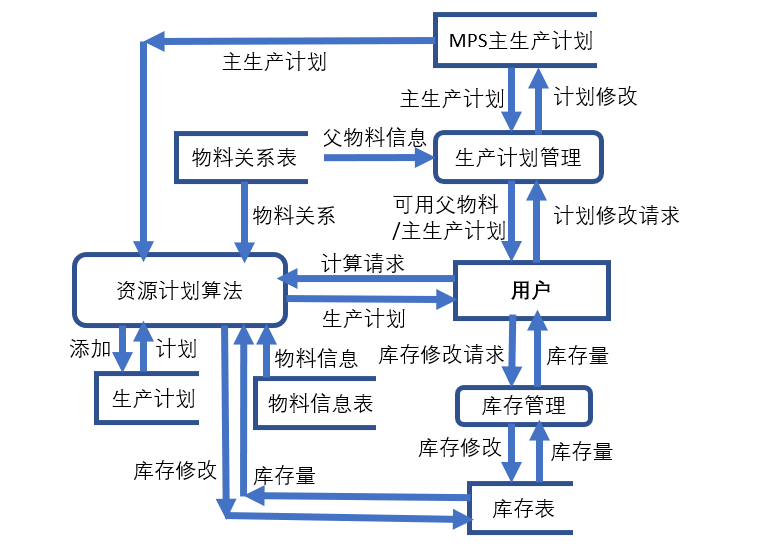 MPS主生产计划
主生产计划
主生产计划
计划修改
父物料信息
物料关系表
生产计划管理
物料关系
可用父物料
/主生产计划
计划修改请求
计算请求
资源计划算法
用户
生产计划
添加
计划
物料信息
库存修改请求
库存量
生产计划
物料信息表
库存管理
库存修改
库存量
库存修改
库存量
库存表